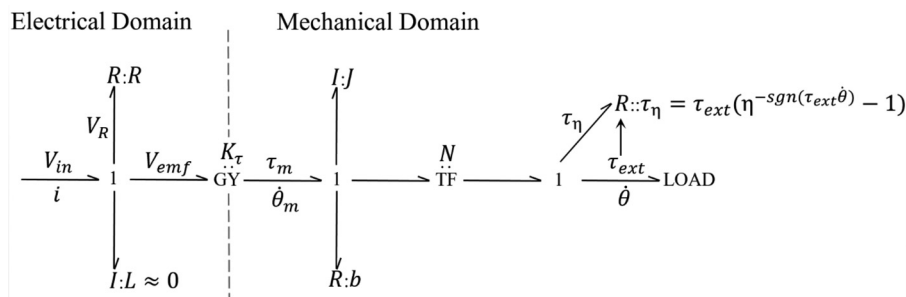 Electrical Domain
Mechanical Domain
R:R
I:J
R::τ_η = τ_ext(η^{-sgn(τ_ext θ̇)} − 1)
V_R
τ_η
V_in
V_emf
K_τ
τ_m
N
τ_ext
1
GY
1
TF
1
LOAD
i
θ̇_m
θ̇
I:L ≈ 0
R:b